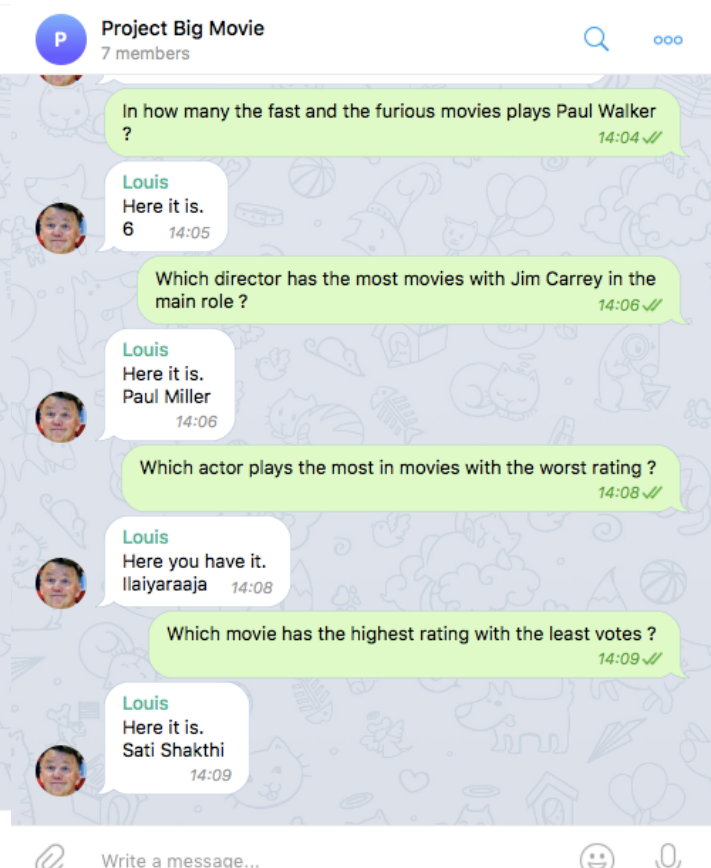 P
Project Big Movie
7 members
In how many the fast and the furious movies plays Paul Walker
?
14:04
Louis
Here it is.
6 14:05
Which director has the most movies with Jim Carrey in the
main role ?
14:06
Louis
Here it is.
Paul Miller
14:06
Which actor plays the most in movies with the worst rating ?
14:08
Louis
Here you have it.
Ilaiyaraaja 14:08
Which movie has the highest rating with the least votes ?
14:09
Louis
Here it is.
Sati Shakthi
14:09
Write a message...